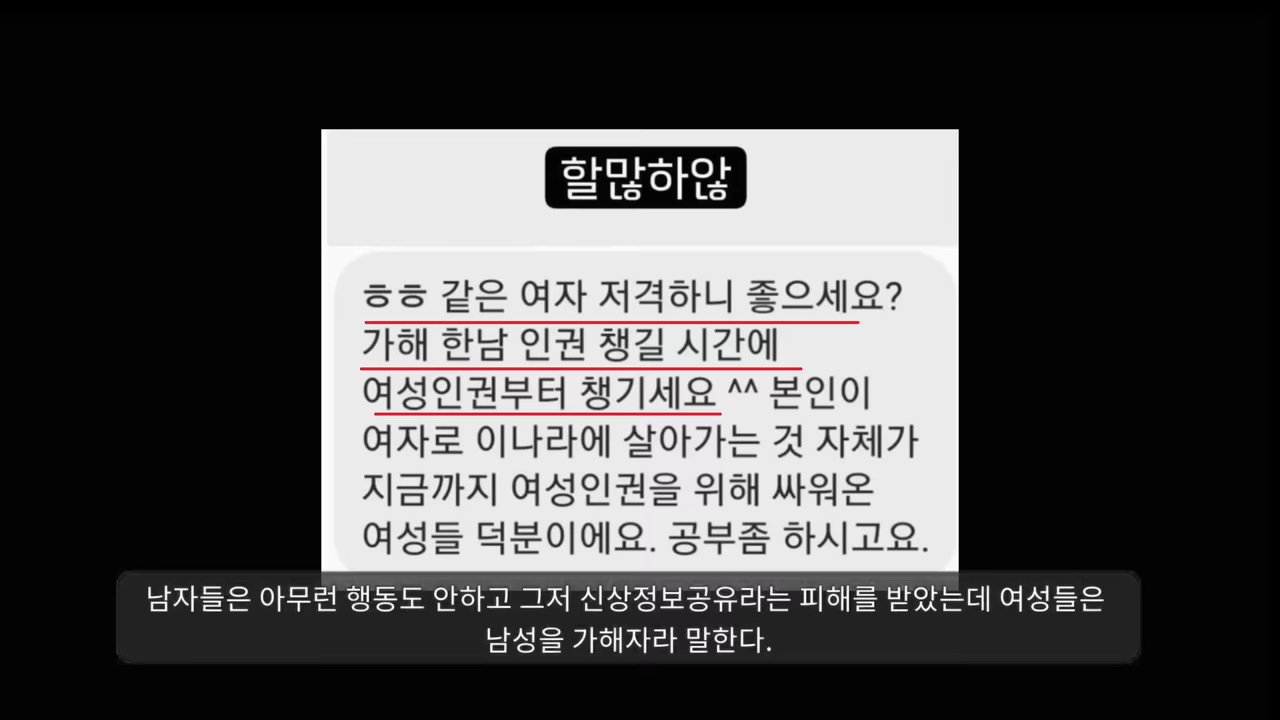 할많하않
ㅎㅎ 같은 여자 저격하니 좋으세요?
가해 한남 인권 챙길 시간에
여성인권부터 챙기세요 ^^ 본인이
여자로 이나라에 살아가는 것 자체가
지금까지 여성인권을 위해 싸워온
여성들 덕분이에요. 공부좀 하시고요.
남자들은 아무런 행동도 안하고 그저 신상정보공유라는 피해를 받았는데 여성들은
남성을 가해자라 말한다.